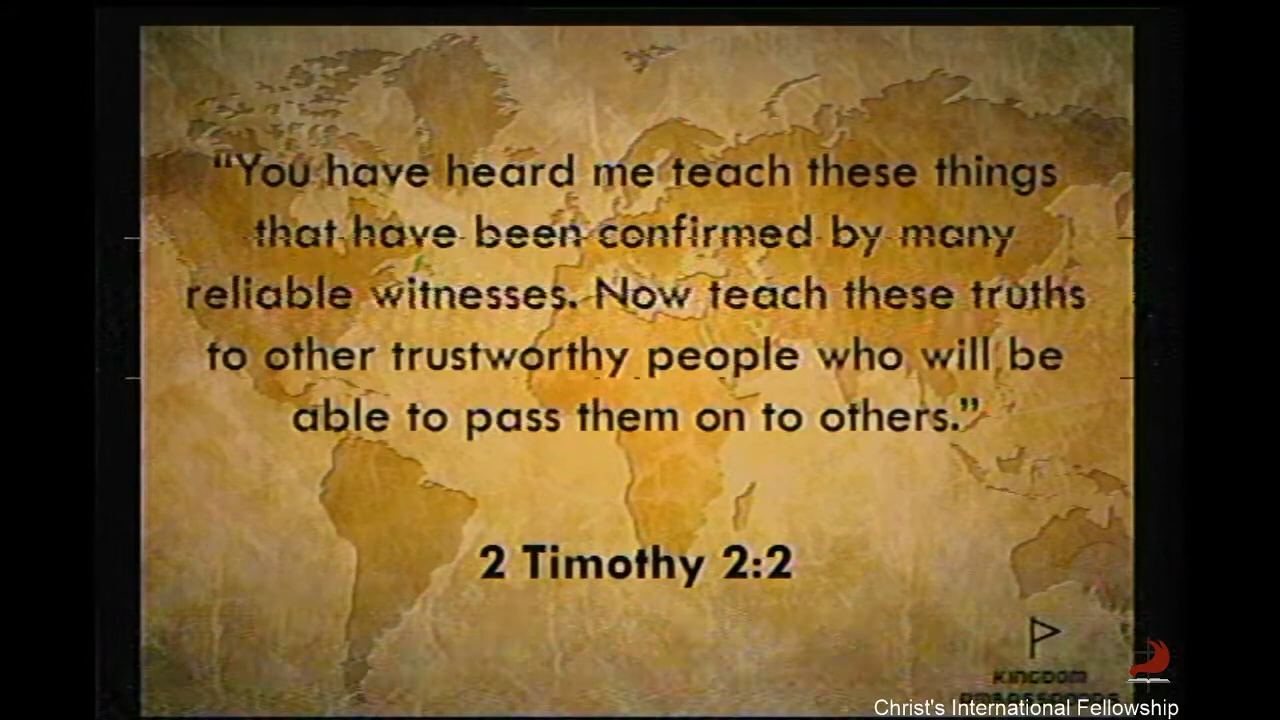 “You have heard me teach these things
that have been confirmed by many
reliable witnesses. Now teach these truths
to other trustworthy people who will be
able to pass them on to others.”
2 Timothy 2:2
KINGDOM
Christ's International Fellowship